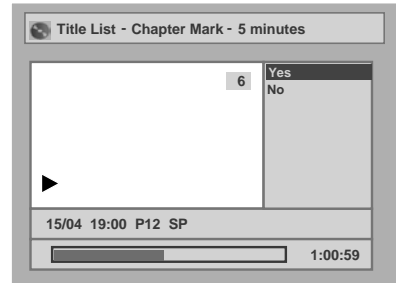 Title List - Chapter Mark - 5 minutes
6
Yes
No
15/04 19:00 P12 SP
1:00:59